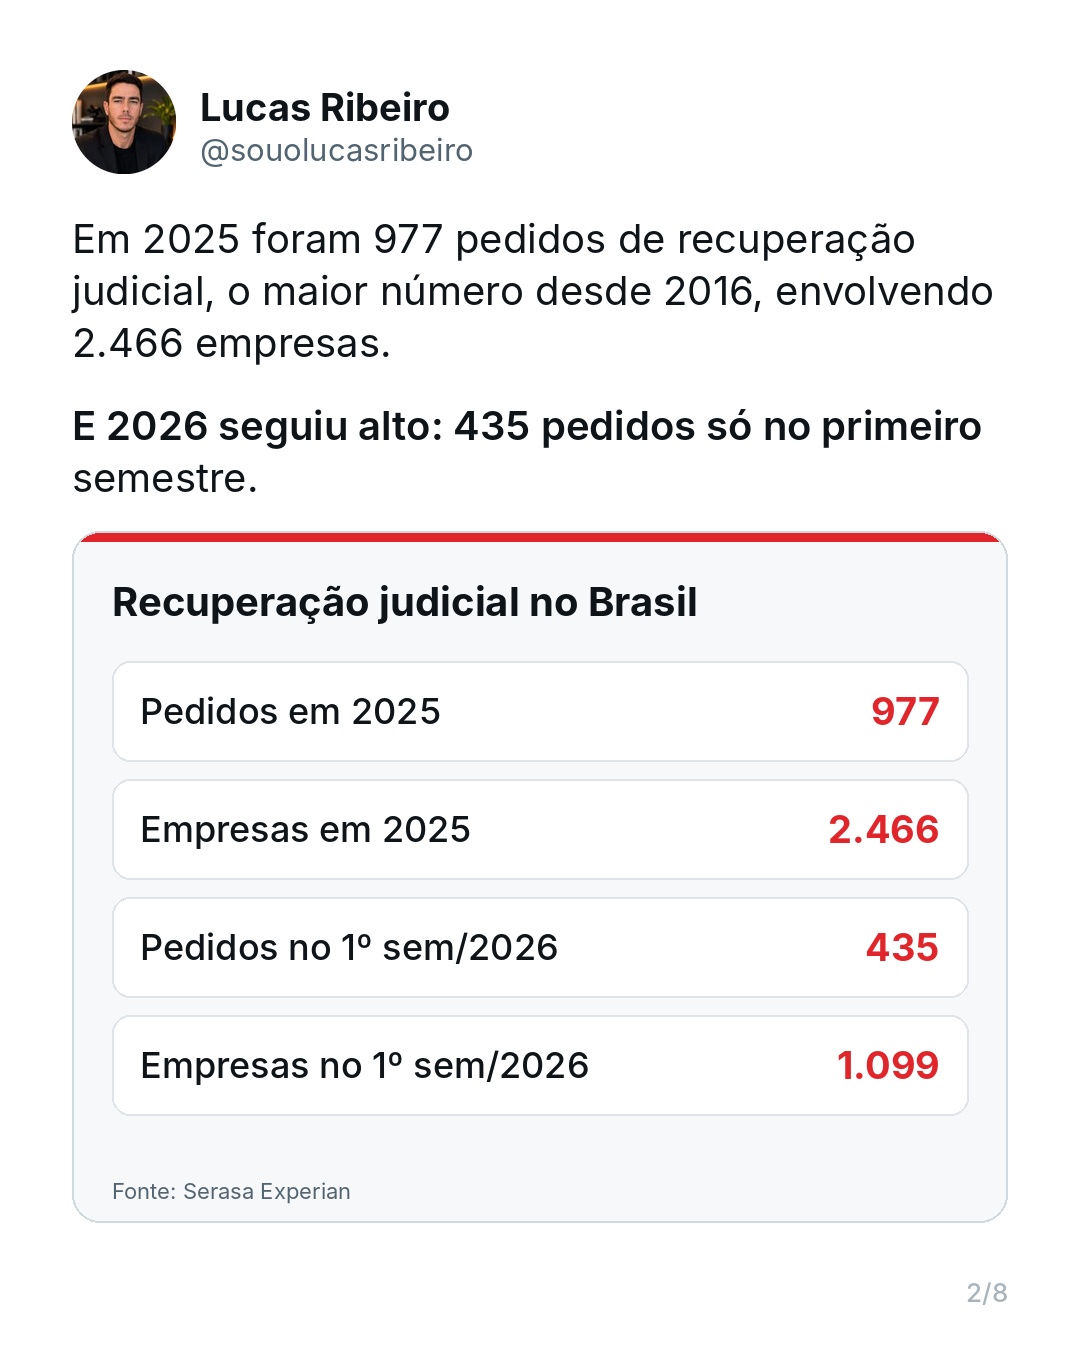 Lucas Ribeiro
@souolucasribeiro
Em 2025 foram 977 pedidos de recuperação
judicial, o maior número desde 2016, envolvendo
2.466 empresas.
E 2026 seguiu alto: 435 pedidos só no primeiro
semestre.
Recuperação judicial no Brasil
Pedidos em 2025 977
Empresas em 2025 2.466
Pedidos no 1º sem/2026 435
Empresas no 1º sem/2026 1.099
Fonte: Serasa Experian
2/8